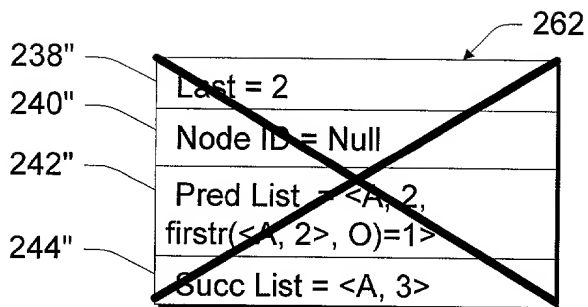 262
238" Last = 2
240" Node ID = Null
242" Pred List = <A, 2,
firstr(<A, 2>, O)=1>
244" Succ List = <A, 3>